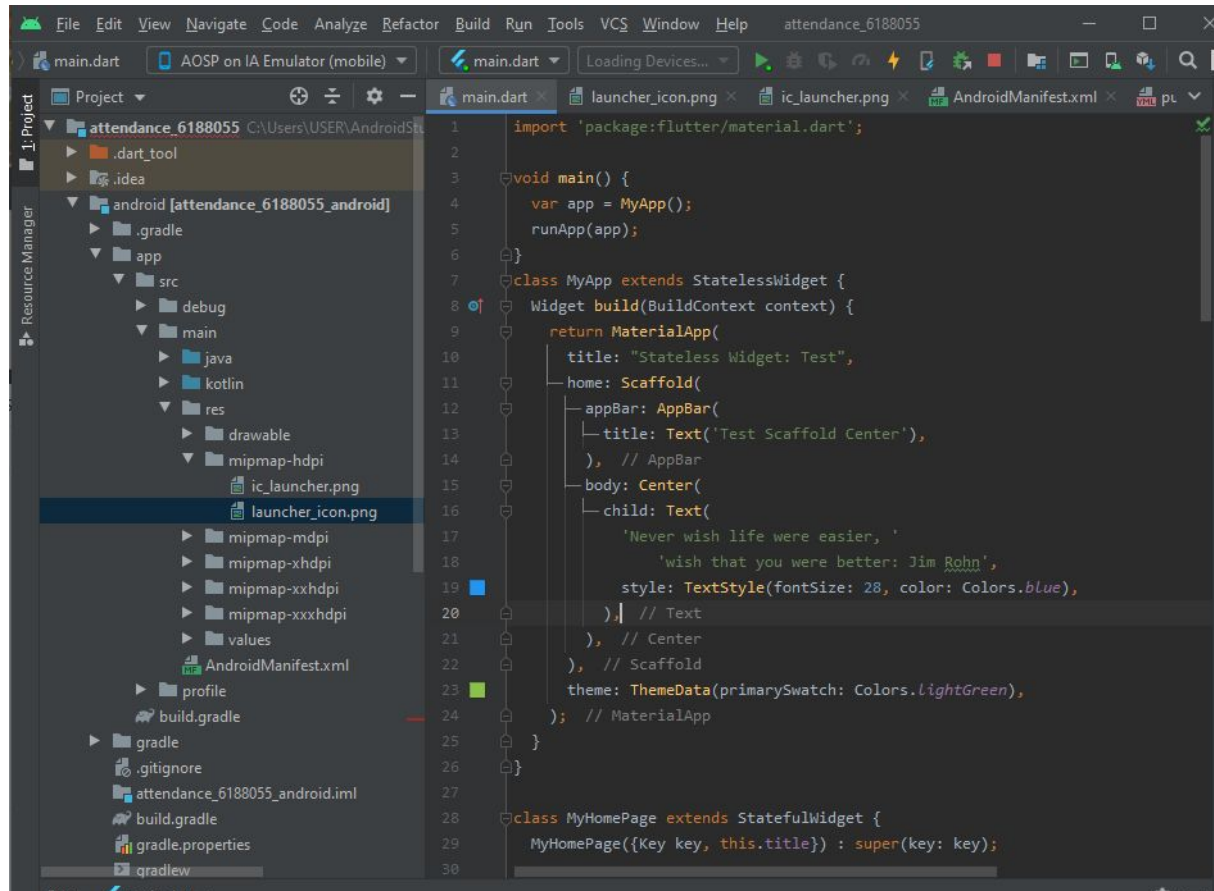 File Edit View Navigate Code Analyze Refactor Build Run Tools VCS Window Help attendance_6188055
main.dart AOSP on IA Emulator (mobile) main.dart Loading Devices...
Project main.dart launcher_icon.png ic_launcher.png AndroidManifest.xml
1: Project
Resource Manager
attendance_6188055 C:\Users\USER\AndroidStu
.dart_tool
.idea
android [attendance_6188055_android]
.gradle
app
src
debug
main
java
kotlin
res
drawable
mipmap-hdpi
ic_launcher.png
launcher_icon.png
mipmap-mdpi
mipmap-xhdpi
mipmap-xxhdpi
mipmap-xxxhdpi
values
AndroidManifest.xml
profile
build.gradle
gradle
.gitignore
attendance_6188055_android.iml
build.gradle
gradle.properties
gradlew
1 import 'package:flutter/material.dart';
2
3 void main() {
4 var app = MyApp();
5 runApp(app);
6 }
7 class MyApp extends StatelessWidget {
8 Widget build(BuildContext context) {
9 return MaterialApp(
10 title: "Stateless Widget: Test",
11 home: Scaffold(
12 appBar: AppBar(
13 title: Text('Test Scaffold Center'),
14 ), // AppBar
15 body: Center(
16 child: Text(
17 'Never wish life were easier, '
18 'wish that you were better: Jim Rohn',
19 style: TextStyle(fontSize: 28, color: Colors.blue),
20 ), // Text
21 ), // Center
22 ), // Scaffold
23 theme: ThemeData(primarySwatch: Colors.lightGreen),
24 ); // MaterialApp
25 }
26 }
27
28 class MyHomePage extends StatefulWidget {
29 MyHomePage({Key key, this.title}) : super(key: key);
30